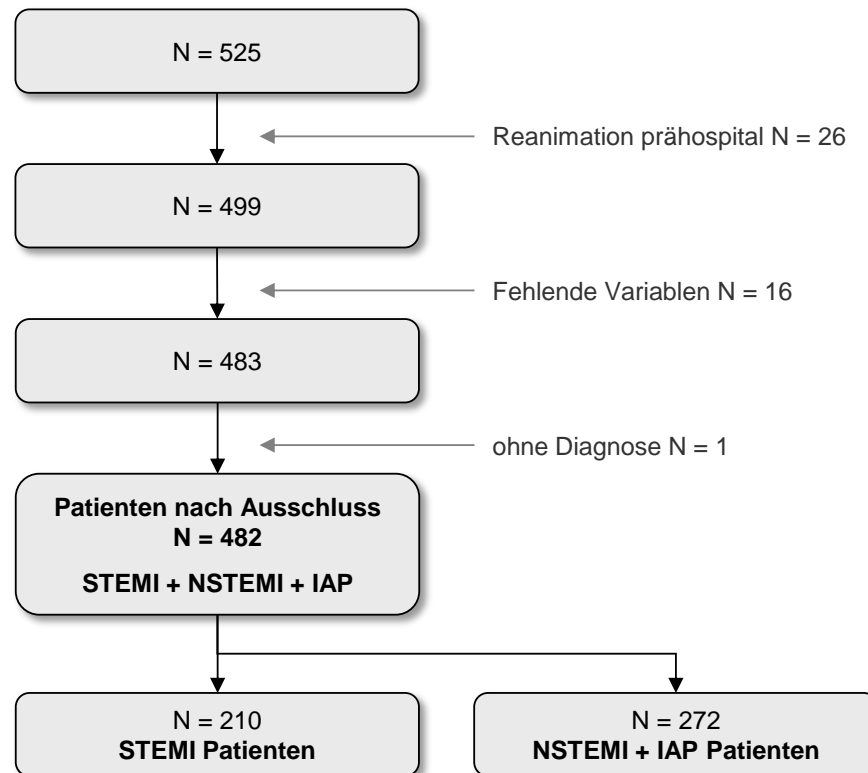 N = 525
Reanimation prähospital N = 26
N = 499
Fehlende Variablen N = 16
N = 483
ohne Diagnose N = 1
Patienten nach Ausschluss
N = 482
STEMI + NSTEMI + IAP
N = 210
STEMI Patienten
N = 272
NSTEMI + IAP Patienten